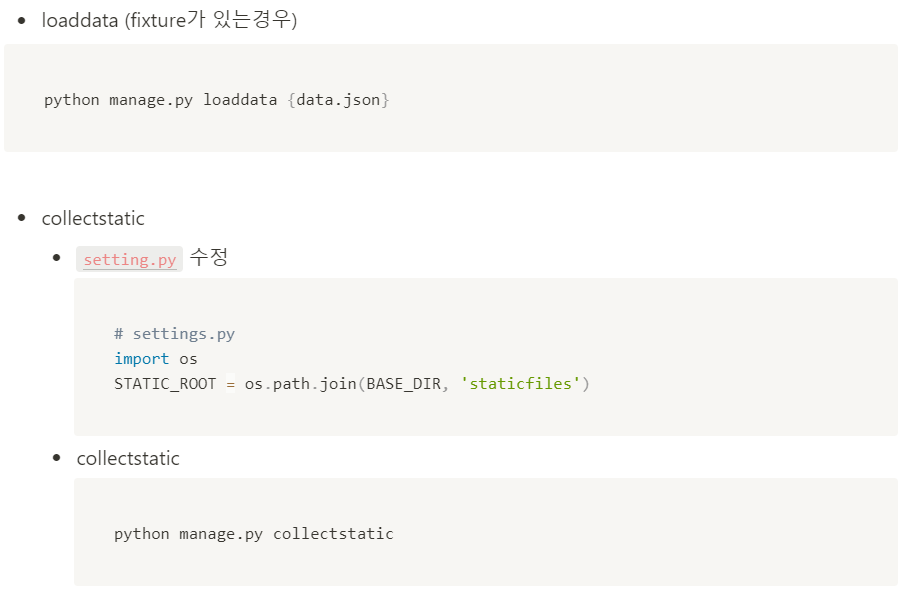 loaddata (fixture가 있는경우)
python manage.py loaddata {data.json}
collectstatic
setting.py 수정
# settings.py
import os
STATIC_ROOT = os.path.join(BASE_DIR, 'staticfiles')
collectstatic
python manage.py collectstatic